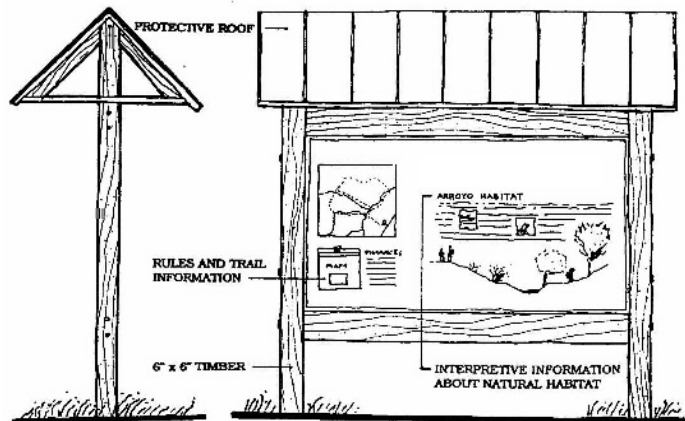 PROTECTIVE ROOF
ARROYO HABITAT
MAPS
RULES AND TRAIL
INFORMATION
6" x 6" TIMBER
INTERPRETIVE INFORMATION
ABOUT NATURAL HABITAT